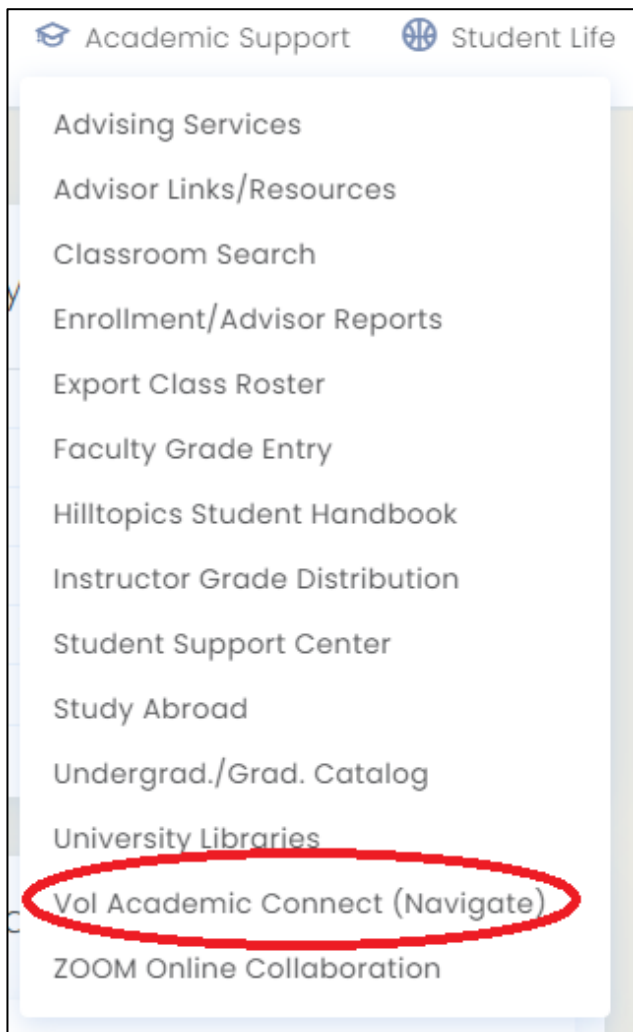 Academic Support Student Life
Advising Services
Advisor Links/Resources
Classroom Search
Enrollment/Advisor Reports
Export Class Roster
Faculty Grade Entry
Hilltopics Student Handbook
Instructor Grade Distribution
Student Support Center
Study Abroad
Undergrad./Grad. Catalog
University Libraries
Vol Academic Connect (Navigate)
ZOOM Online Collaboration